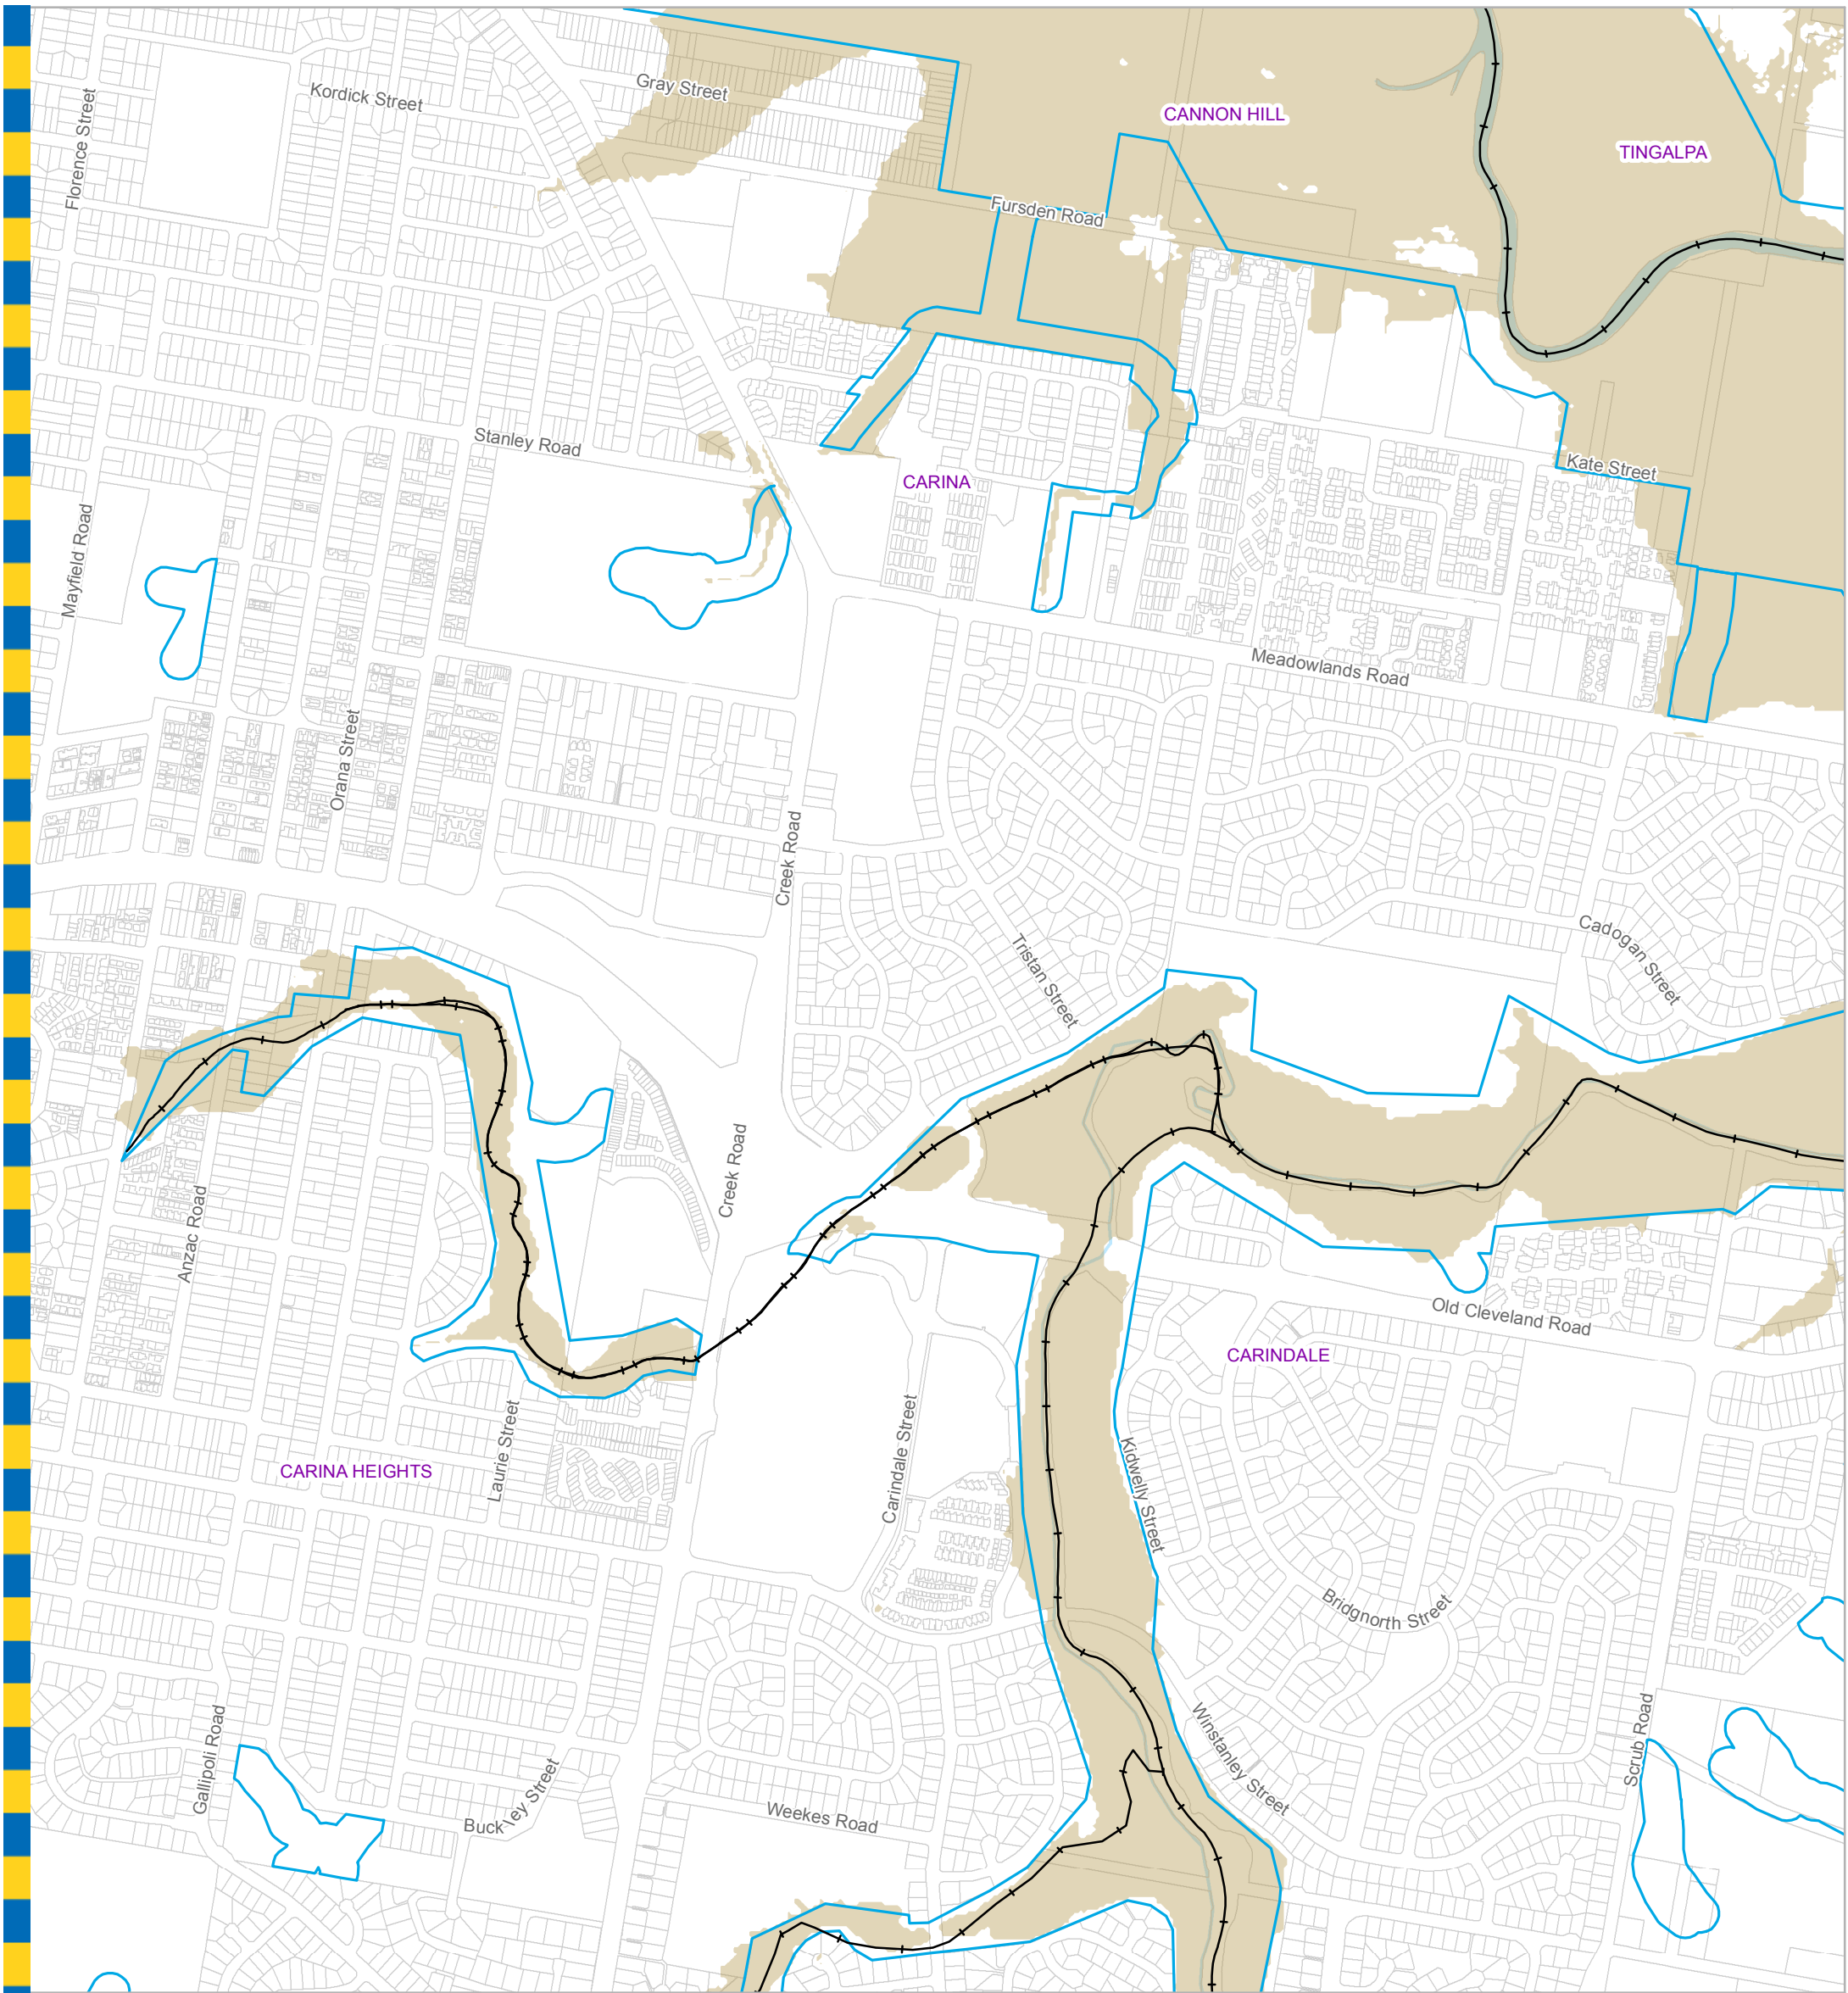 Gray Street
Kordick Street
CANNON HILL
Florence Street
TINGALPA
Fursden Road
Stanley Road
Kate Street
CARINA
Mayfield Road
Meadowlands Road
Orana Street
Creek Road
Cadogan Street
Tristan Street
Creek Road
Anzac Road
Old Cleveland Road
CARINDALE
Carindale Street
Laurie Street
Kidwelly Street
CARINA HEIGHTS
Bridgnorth Street
Scrub Road
Winstanley Street
Gallipoli Road
Buckley Street
Weekes Road